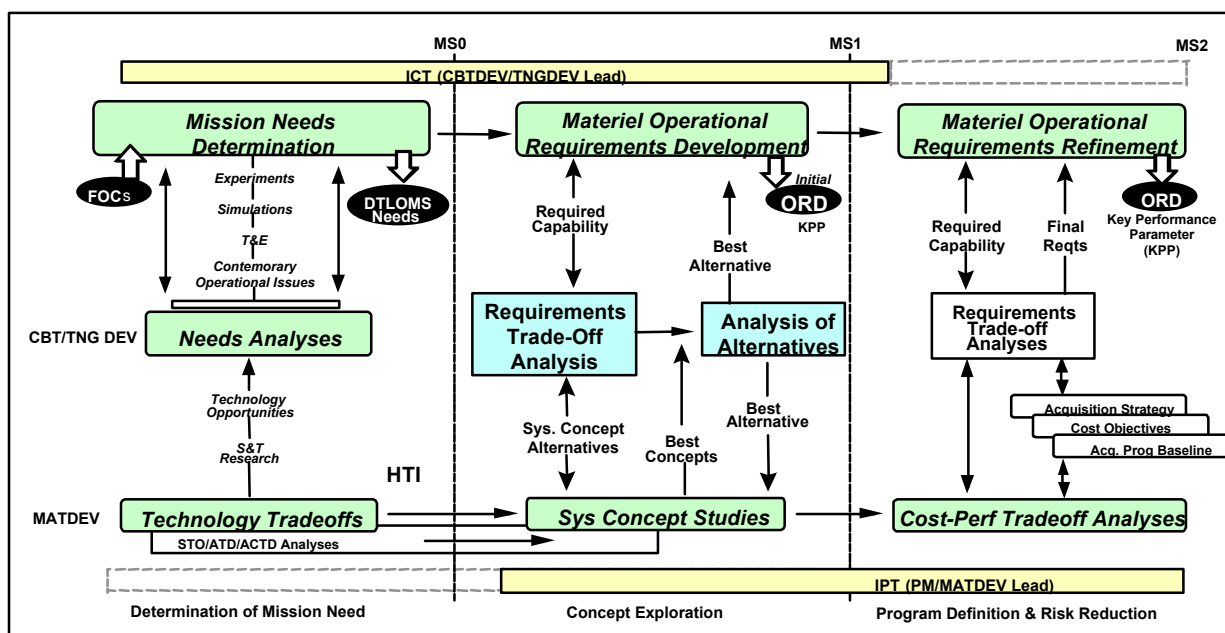 MS0
MS1
MS2
ICT (CBTDEV/TNGDEV Lead)
Mission Needs
Determination
Materiel Operational
Requirements Development
Materiel Operational
Requirements Refinement
FOCs
Experiments
Simulations
T&E
Contemorary
Operational Issues
DTLOMS
Needs
Required
Capability
Initial
ORD
KPP
Best
Alternative
Required
Capability
Final
Reqts
ORD
Key Performance
Parameter
(KPP)
CBT/TNG DEV
Needs Analyses
Requirements
Trade-Off
Analysis
Analysis of
Alternatives
Requirements
Trade-off
Analyses
Technology
Opportunities
S&T
Research
HTI
Sys. Concept
Alternatives
Best
Concepts
Best
Alternative
Acquisition Strategy
Cost Objectives
Acq. Prog Baseline
MATDEV
Technology Tradeoffs
Sys Concept Studies
Cost-Perf Tradeoff Analyses
STO/ATD/ACTD Analyses
IPT (PM/MATDEV Lead)
Determination of Mission Need
Concept Exploration
Program Definition & Risk Reduction